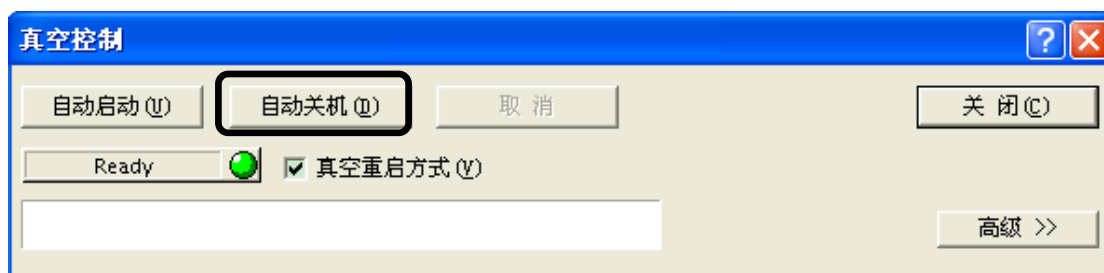 真空控制
自动启动(U) 自动关机(D) 取 消 关 闭(C)
Ready 真空重启方式(V)
高级 >>